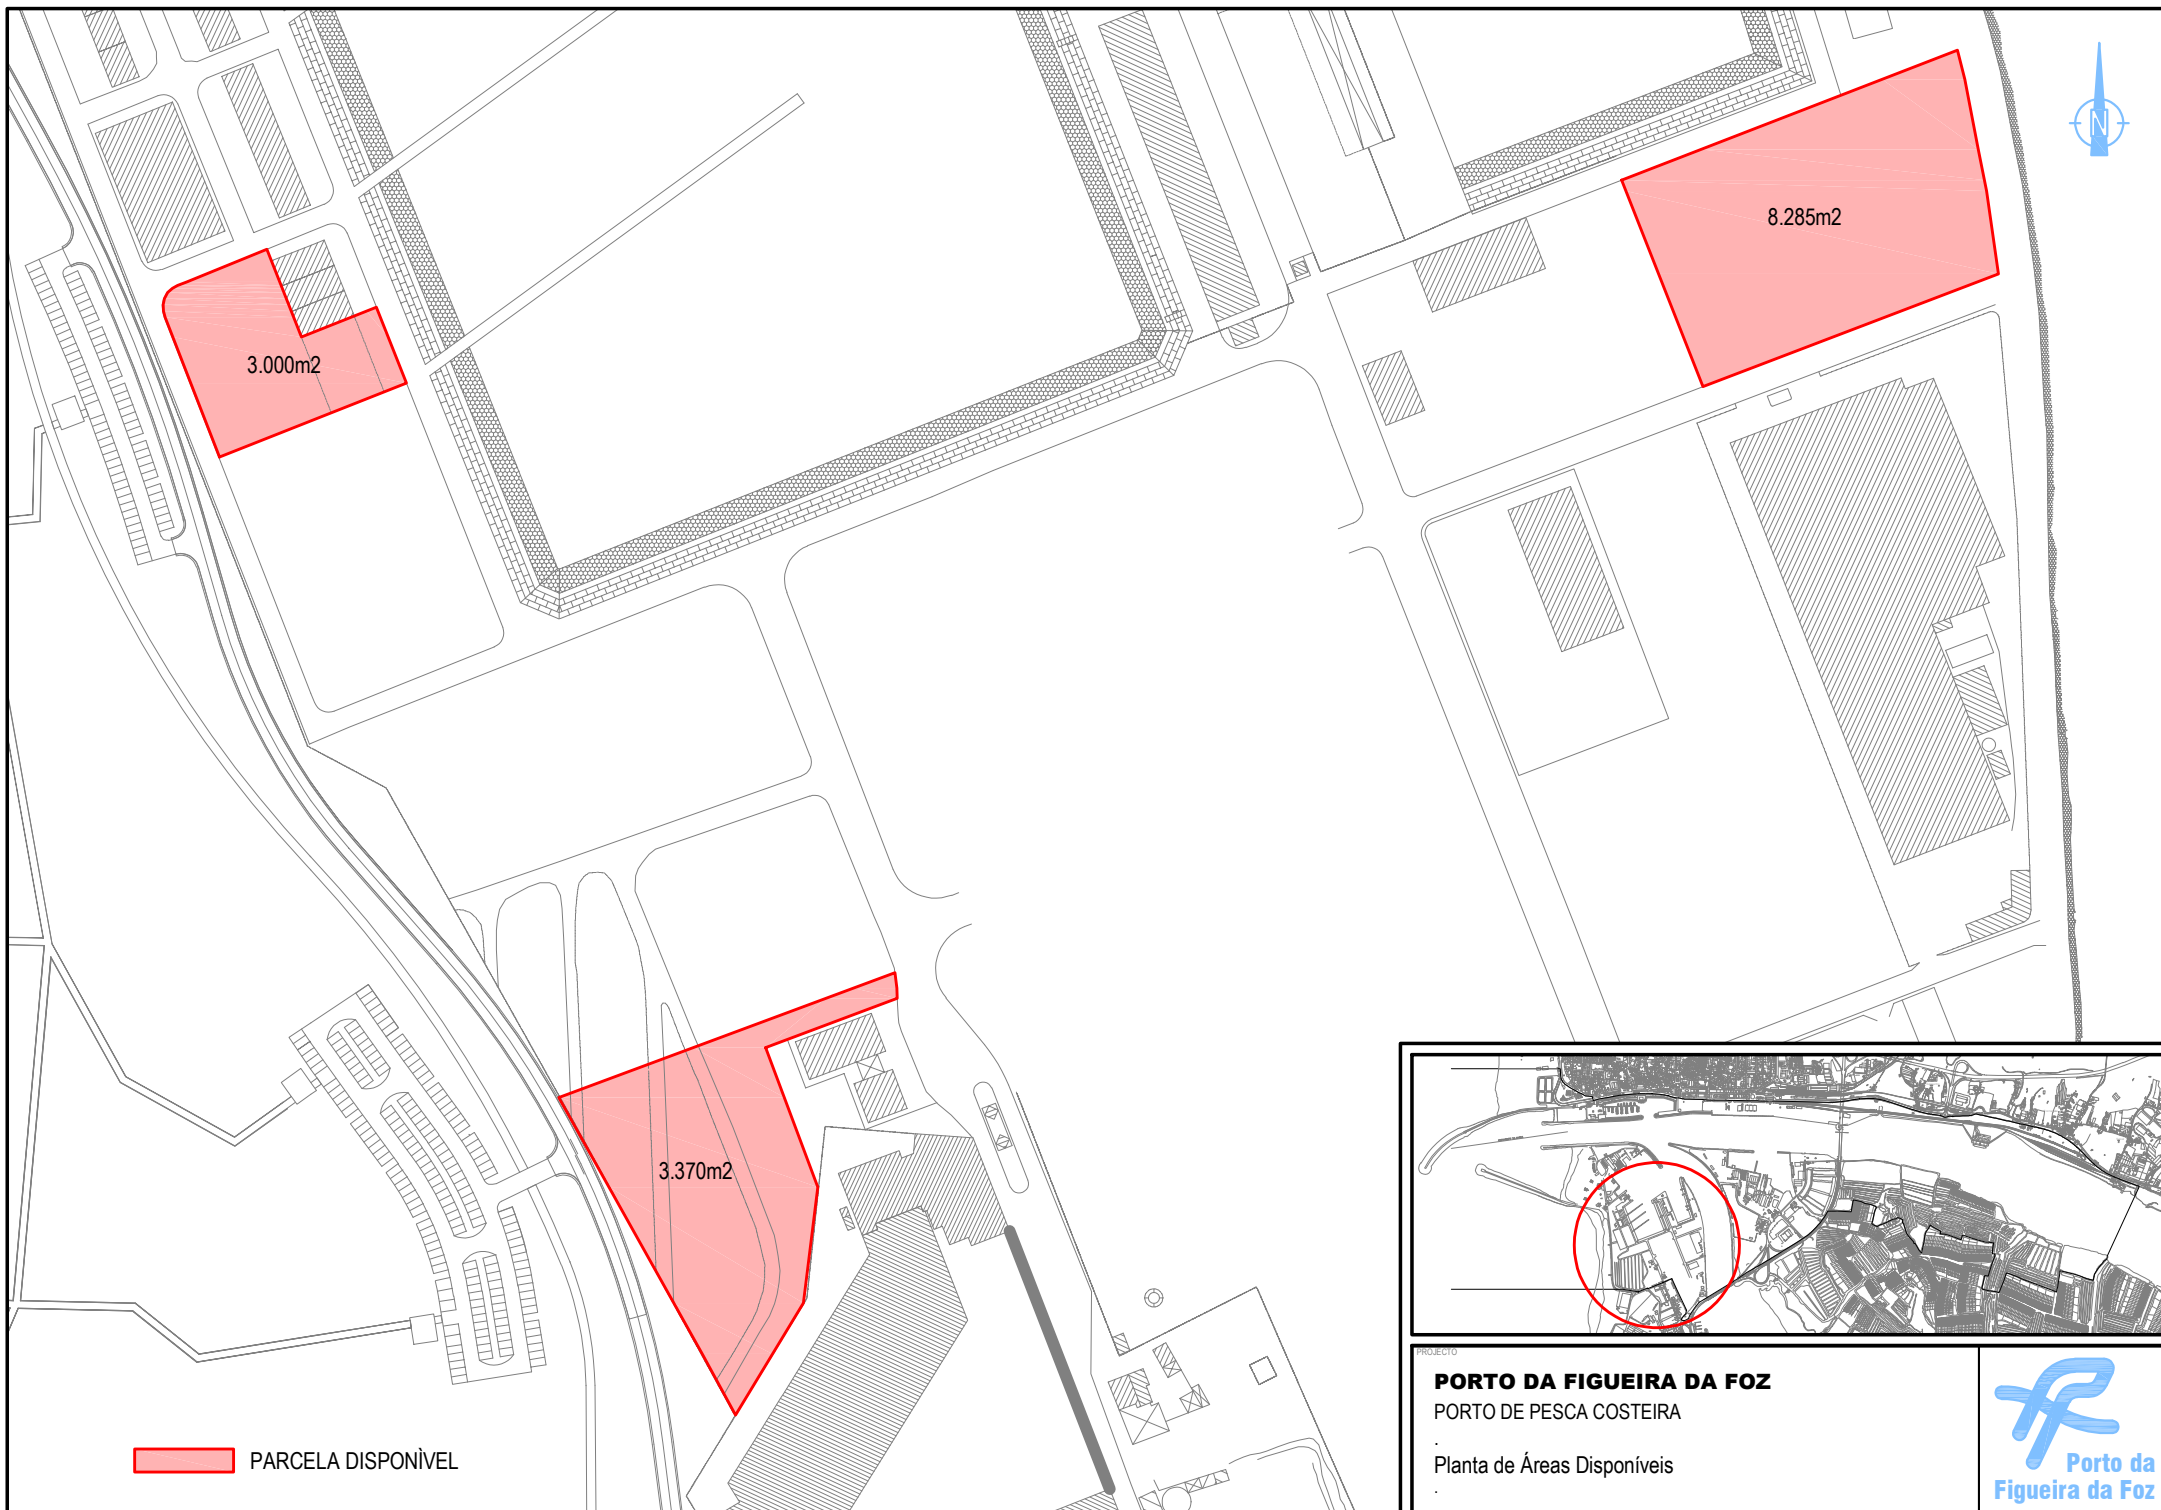 N
8.285m2
3.000m2
3.370m2
PARCELA DISPONÌVEL
PROJECTO
PORTO DA FIGUEIRA DA FOZ
PORTO DE PESCA COSTEIRA
.
Planta de Áreas Disponíveis
.
Porto da
Figueira da Foz